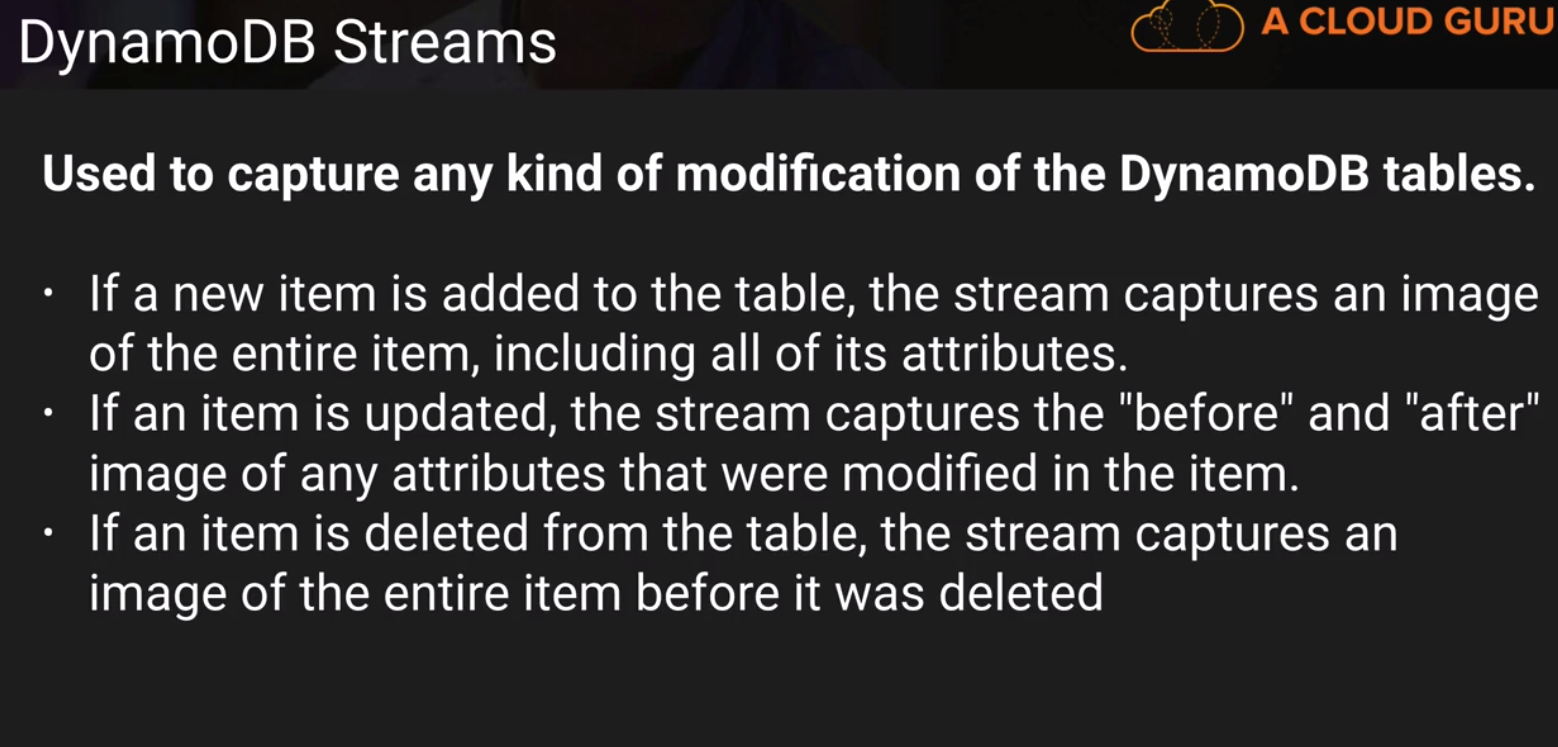 DynamoDB Streams
A CLOUD GURU
Used to capture any kind of modification of the DynamoDB tables.
· If a new item is added to the table, the stream captures an image
of the entire item, including all of its attributes.
· If an item is updated, the stream captures the "before" and "after"
image of any attributes that were modified in the item.
· If an item is deleted from the table, the stream captures an
image of the entire item before it was deleted